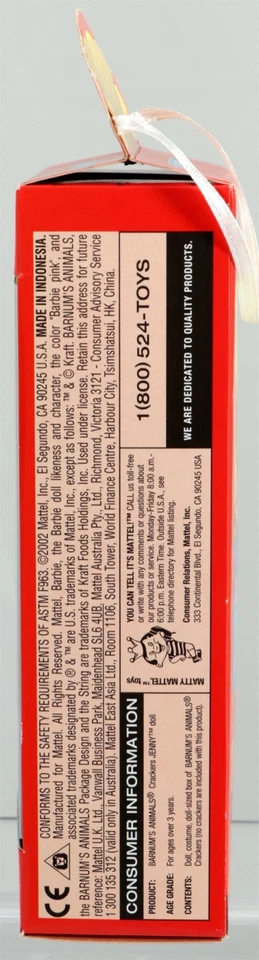 CONFORMS TO THE SAFETY REQUIREMENTS OF ASTM F963. ©2002 Mattel, Inc., El Segundo, CA 90245 U.S.A. MADE IN INDONESIA.
Manufactured for Mattel. All Rights Reserved. Mattel, Barbie, the Barbie doll likeness and character, the color "Barbie pink", and
associated trademarks designated by ® & ™ are U.S. Trademarks of Mattel, Inc., except as follows: ™ & © Kraft. BARNUM'S ANIMALS,
the BARNUM'S ANIMALS Package Design and the String are trademarks of Kraft Foods Holdings, Inc. Used under license. Retain this address for future
reference: Mattel U.K. Ltd., Vanwall Business Park, Maidenhead SL6 4UB. Mattel Australia Pty., Ltd., Richmond, Victoria 3121 - Consumer Advisory Service
1 300 135 312 (valid only in Australia). Mattel East Asia Ltd., Room 1106, South Tower, World Finance Centre, Harbour City, Tsimshatsui, HK, China.
CE
0-3
CONSUMER INFORMATION
PRODUCT: BARNUM'S ANIMALS® Crackers JENNY™ doll
AGE GRADE: For ages over 3 years.
CONTENTS: Doll, costume, doll-sized box of BARNUM'S ANIMALS®
Crackers (no crackers are included with this product).
MATTY MATTEL™
toys
YOU CAN TELL IT'S MATTEL!™ CALL us toll-free
or write with any comments or questions about
our products or service. Monday-Friday 8:00 a.m.-
6:00 p.m. Eastern Time. Outside U.S.A., see
telephone directory for Mattel listing.
Consumer Relations, Mattel, Inc.
333 Continental Blvd., El Segundo, CA 90245 USA
1(800) 524-TOYS
WE ARE DEDICATED TO QUALITY PRODUCTS.